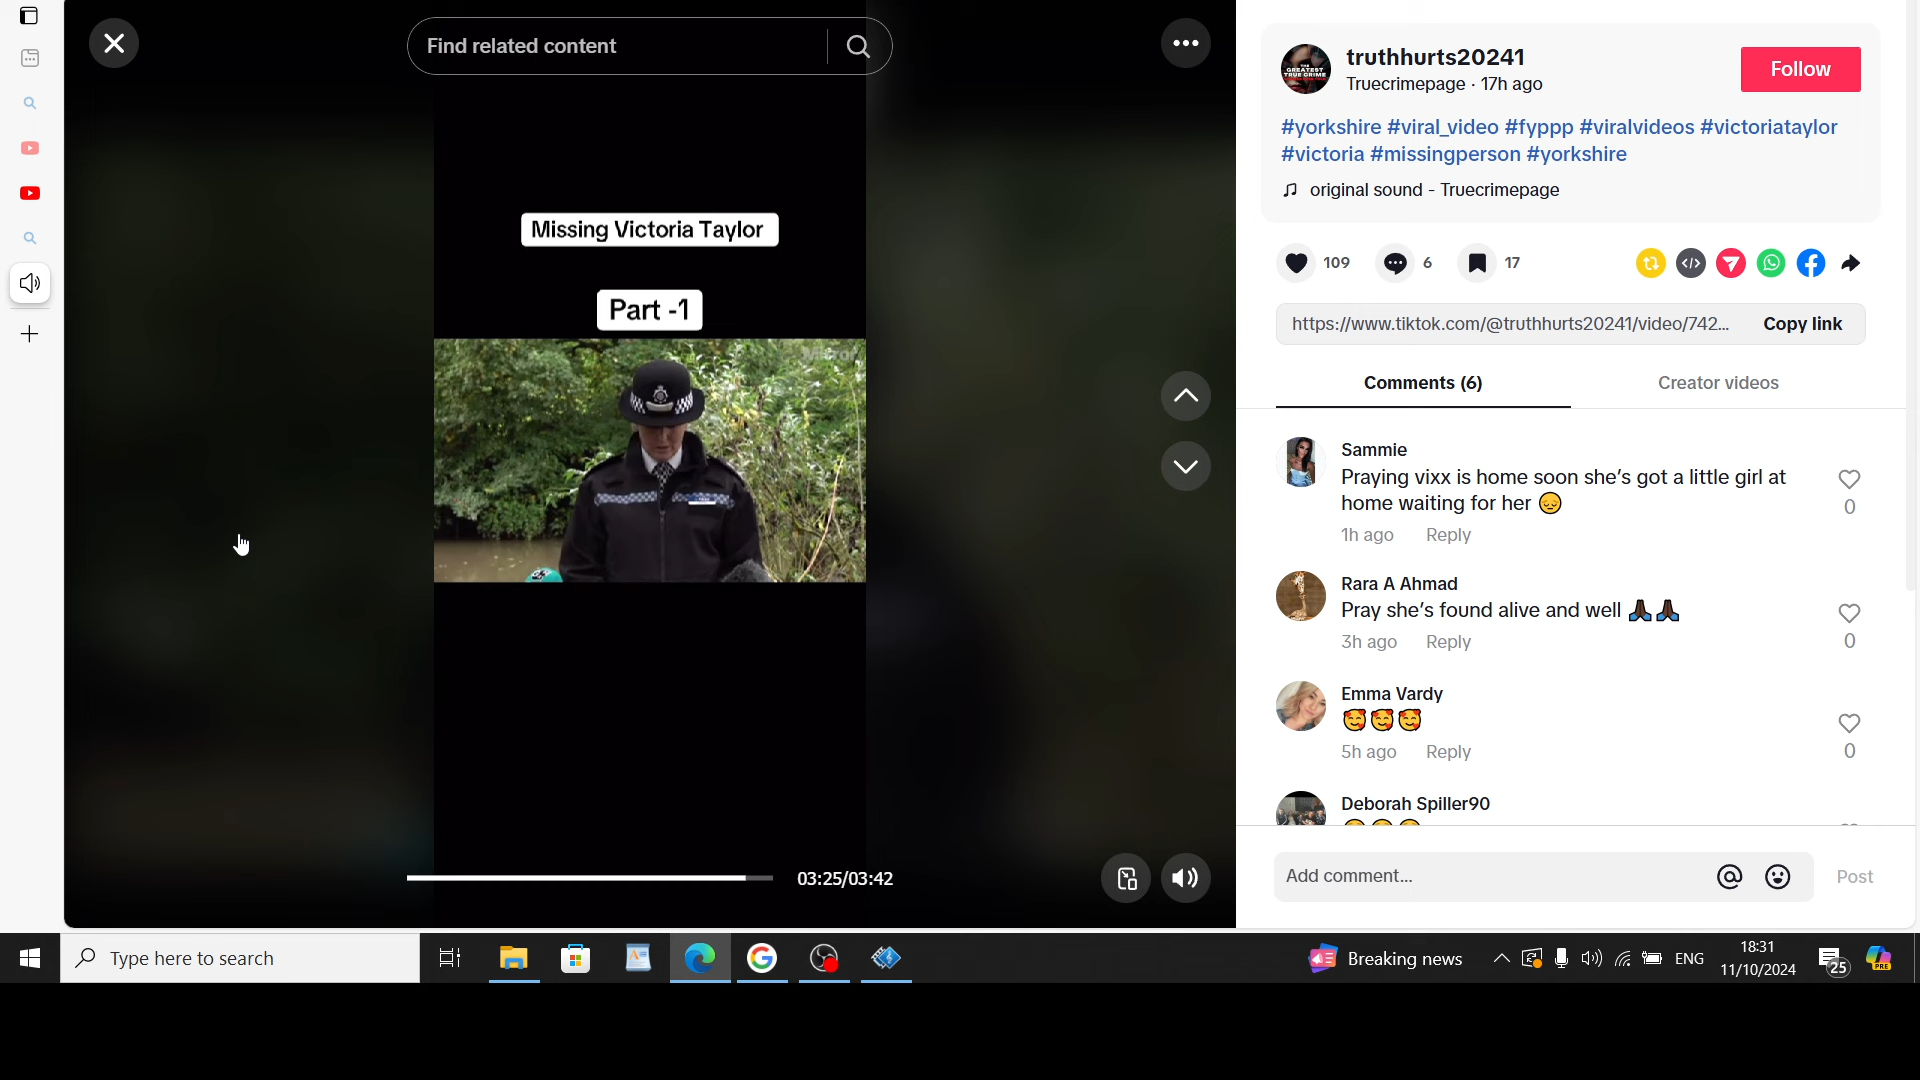 Find related content
Missing Victoria Taylor
Part -1
Mirror
03:25/03:42
truthhurts20241
Truecrimepage · 17h ago
Follow
#yorkshire #viral_video #fyppp #viralvideos #victoriataylor
#victoria #missingperson #yorkshire
original sound - Truecrimepage
109
6
17
https://www.tiktok.com/@truthhurts20241/video/742...
Copy link
Comments (6)
Creator videos
Sammie
Praying vixx is home soon she's got a little girl at
home waiting for her 😔
0
1h ago Reply
Rara A Ahmad
Pray she's found alive and well 🙏🏿🙏🏿
0
3h ago Reply
Emma Vardy
🥰🥰🥰
0
5h ago Reply
Deborah Spiller90
Add comment...
Post
Type here to search
Breaking news
ENG
18:31
11/10/2024
25
PRE